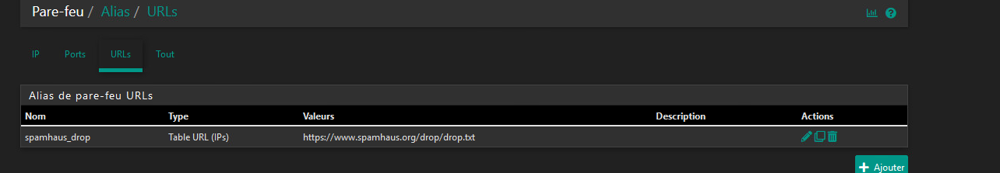 Pare-feu / Alias / URLs
IP Ports URLs Tout
Alias de pare-feu URLs
Nom Type Valeurs Description Actions
spamhaus_drop Table URL (IPs) https://www.spamhaus.org/drop/drop.txt
Ajouter